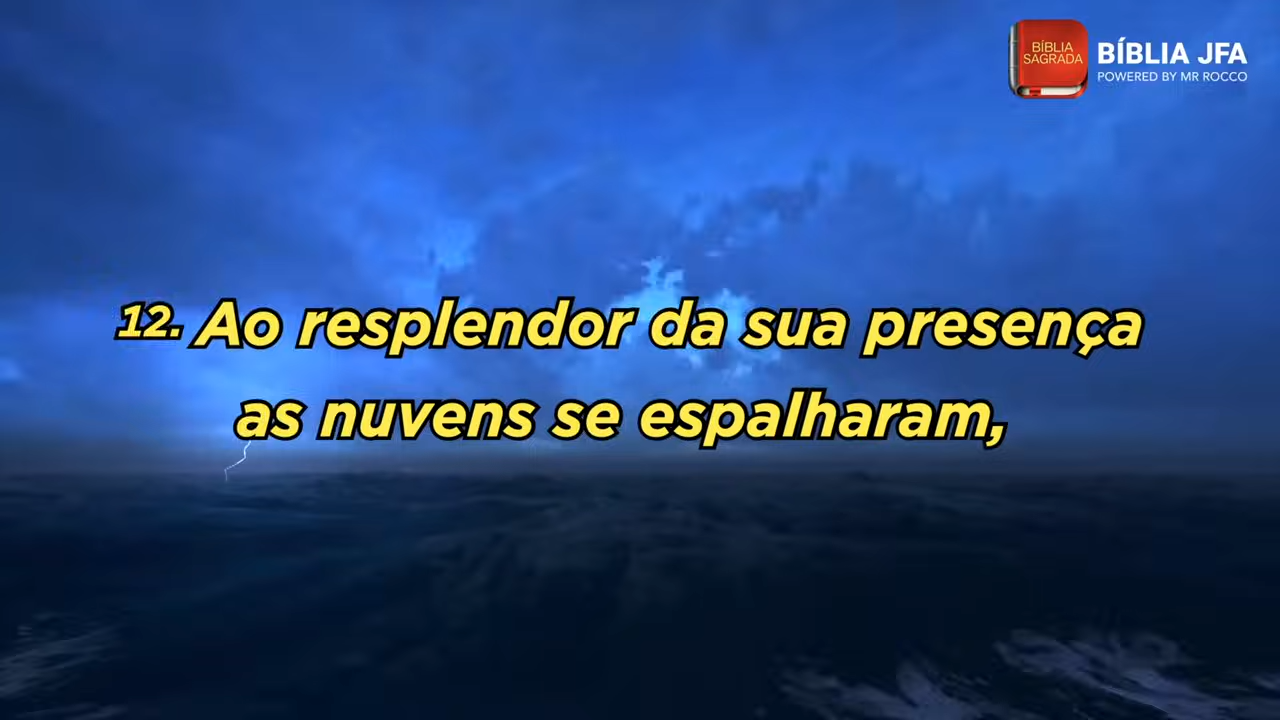 BÍBLIA
SAGRADA
BÍBLIA JFA
POWERED BY MR ROCCO
12. Ao resplendor da sua presença
as nuvens se espalharam,